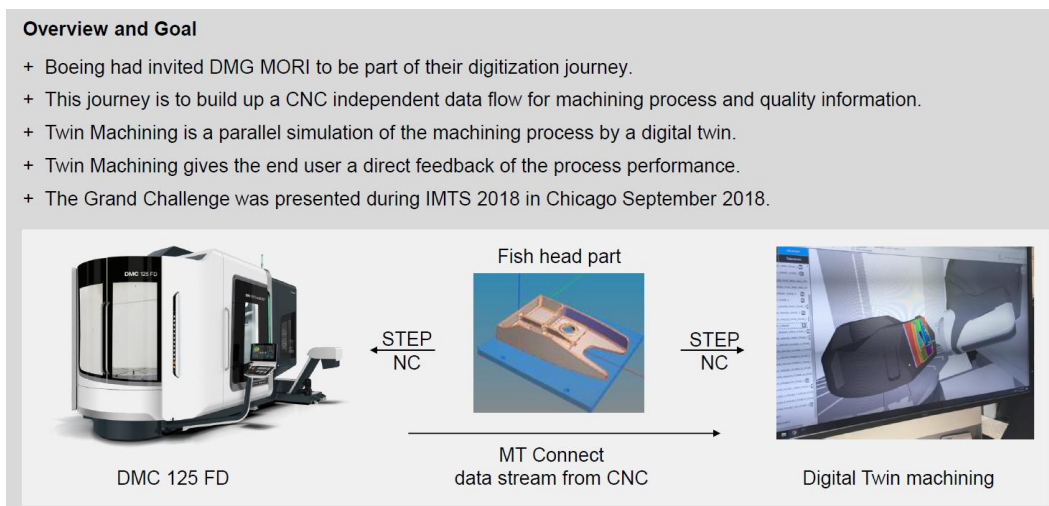 Overview and Goal
+ Boeing had invited DMG MORI to be part of their digitization journey.
+ This journey is to build up a CNC independent data flow for machining process and quality information.
+ Twin Machining is a parallel simulation of the machining process by a digital twin.
+ Twin Machining gives the end user a direct feedback of the process performance.
+ The Grand Challenge was presented during IMTS 2018 in Chicago September 2018.
Fish head part
DMC 125 FD
STEP
NC
STEP
NC
MT Connect
data stream from CNC
DMC 125 FD
Digital Twin machining